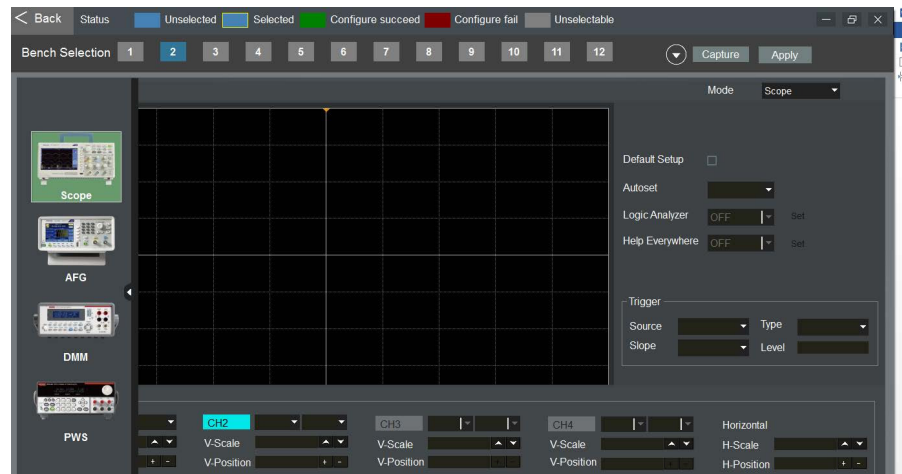 Back Status Unselected Selected Configure succeed Configure fail Unselectable
Bench Selection 1 2 3 4 5 6 7 8 9 10 11 12 Capture Apply
Mode Scope
Default Setup
Scope
Autoset
Logic Analyzer OFF Set
Help Everywhere OFF Set
AFG
Trigger
Source Type
Slope Level
DMM
CH2 CH3 CH4 Horizontal
PWS
V-Scale V-Scale V-Scale H-Scale
V-Position + - V-Position V-Position H-Position + -